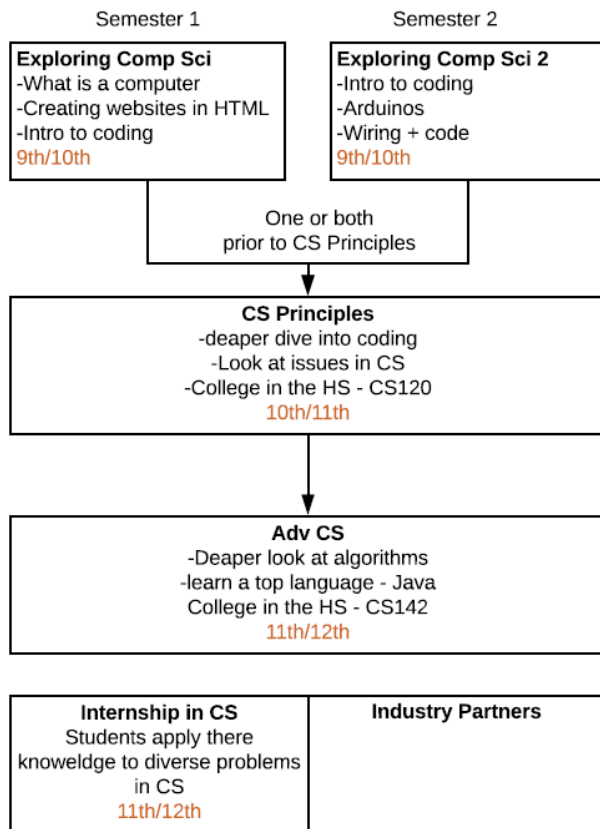 Semester 1
Semester 2
Exploring Comp Sci
-What is a computer
-Creating websites in HTML
-Intro to coding
9th/10th
Exploring Comp Sci 2
-Intro to coding
-Arduinos
-Wiring + code
9th/10th
One or both
prior to CS Principles
CS Principles
-deaper dive into coding
-Look at issues in CS
-College in the HS - CS120
10th/11th
Adv CS
-Deaper look at algorithms
-learn a top language - Java
College in the HS - CS142
11th/12th
Internship in CS
Students apply there
knoweldge to diverse problems
in CS
11th/12th
Industry Partners